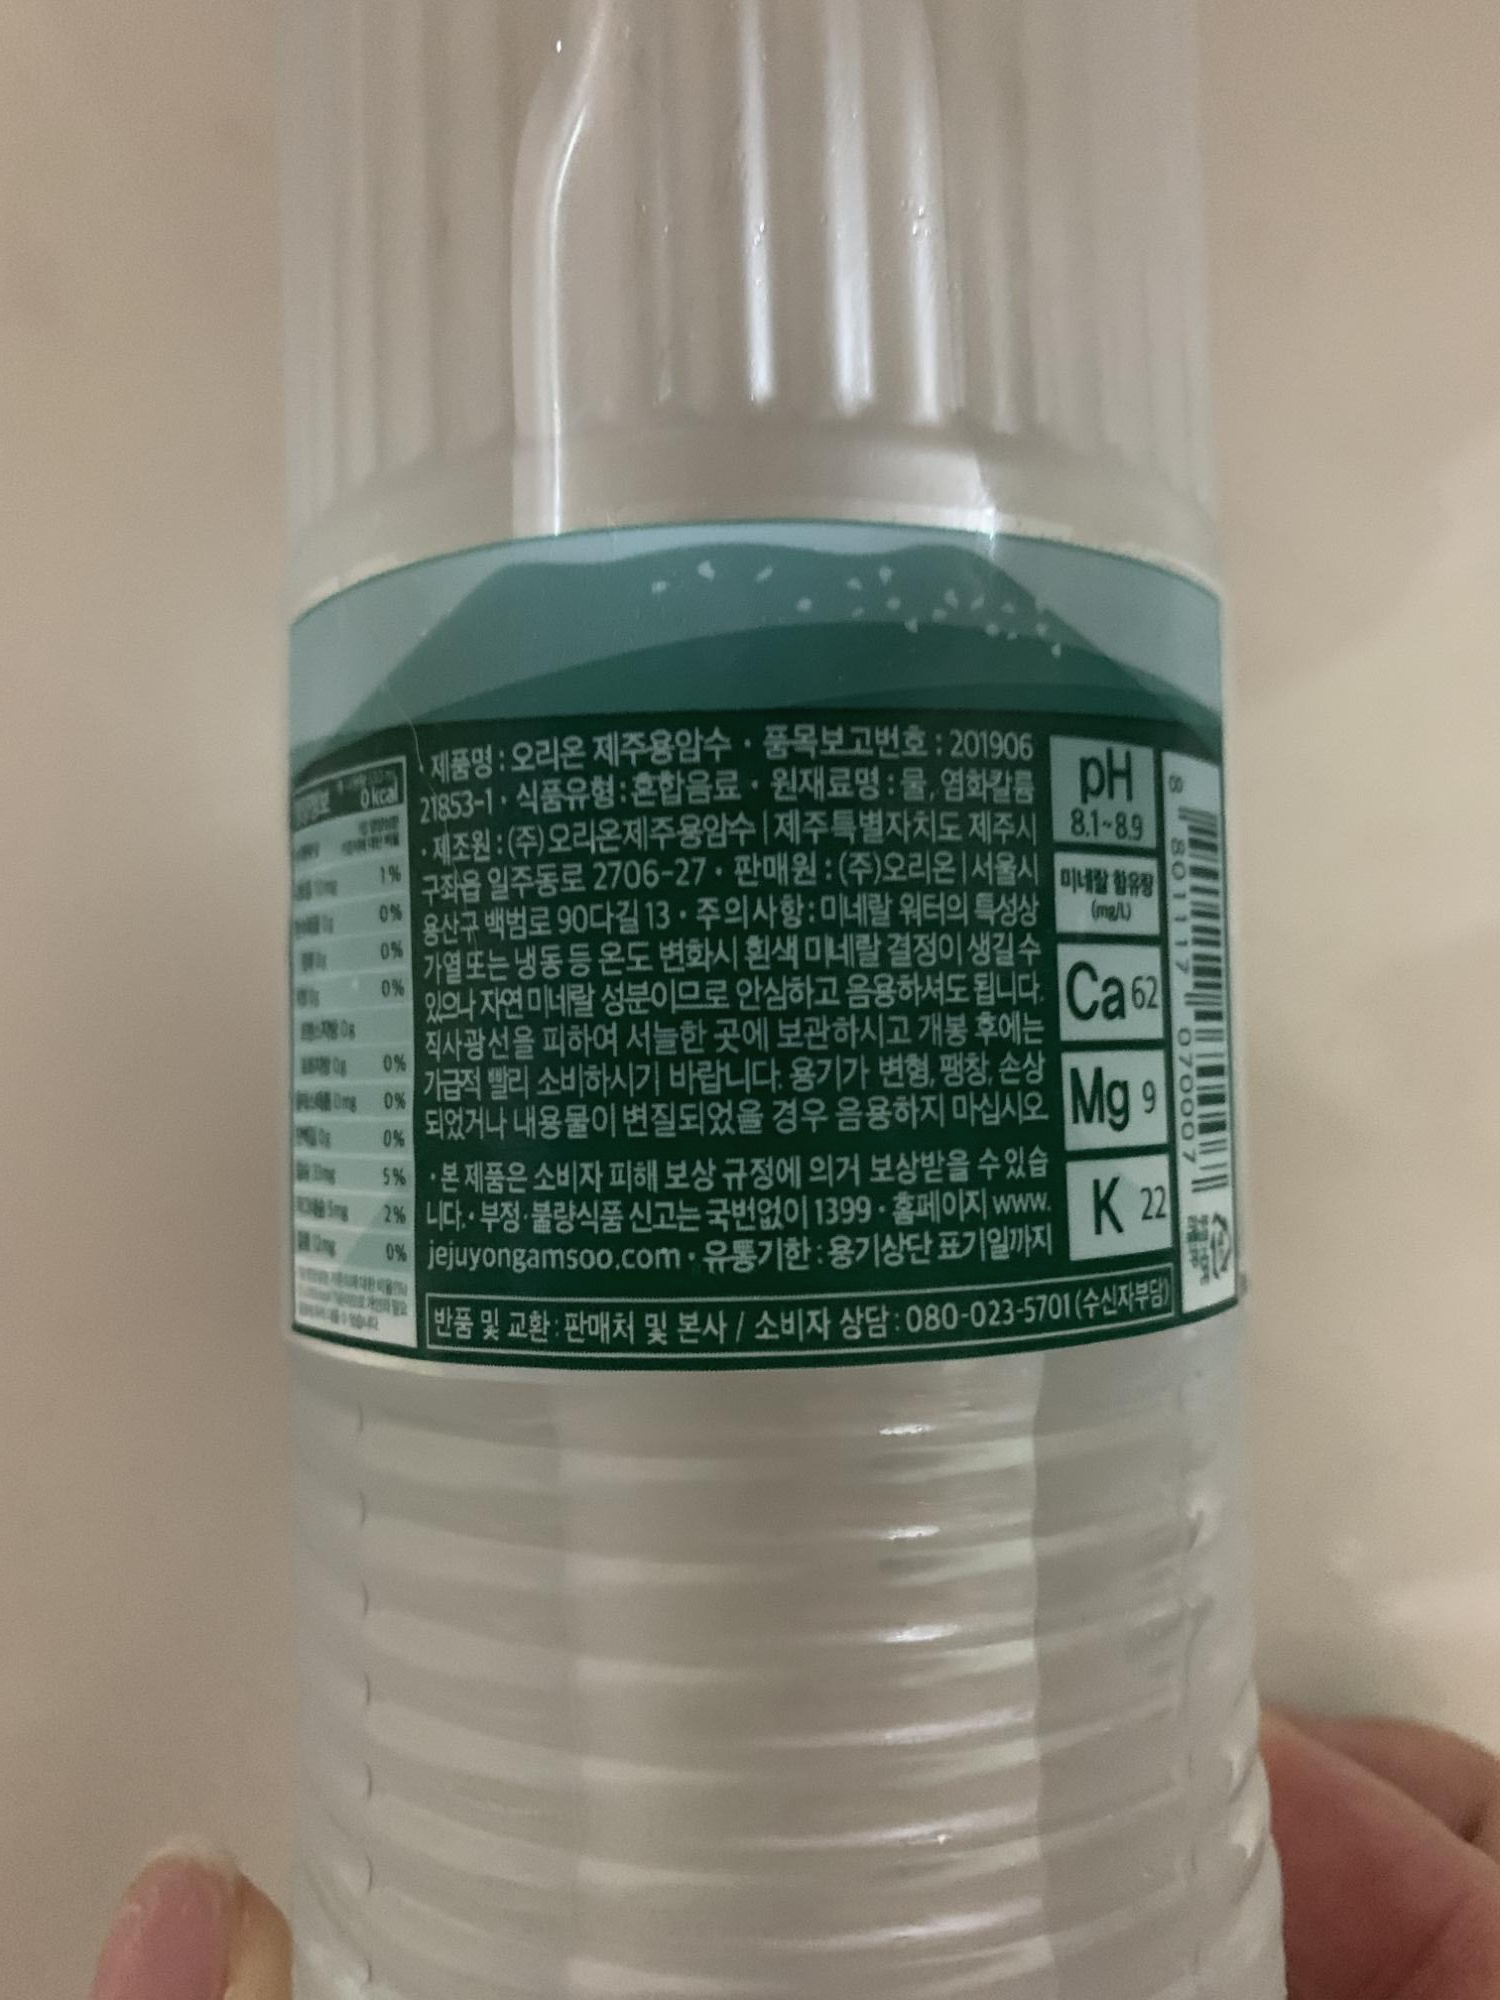 0 kcal
1%
0%
0%
0%
0%
0%
0%
5%
2%
0%
· 제품명 : 오리온 제주용암수 · 품목보고번호 : 201906
21853-1 · 식품유형 : 혼합음료 · 원재료명 : 물, 염화칼륨
· 제조원 : (주)오리온제주용암수 | 제주특별자치도 제주시
구좌읍 일주동로 2706-27 · 판매원 : (주)오리온 | 서울시
용산구 백범로 90다길 13 · 주의사항 : 미네랄 워터의 특성상
가열 또는 냉동 등 온도 변화시 흰색 미네랄 결정이 생길 수
있으나 자연 미네랄 성분이므로 안심하고 음용하셔도 됩니다.
직사광선을 피하여 서늘한 곳에 보관하시고 개봉 후에는
가급적 빨리 소비하시기 바랍니다. 용기가 변형, 팽창, 손상
되었거나 내용물이 변질되었을 경우 음용하지 마십시오
· 본 제품은 소비자 피해 보상 규정에 의거 보상받을 수 있습
니다. · 부정·불량식품 신고는 국번없이 1399 · 홈페이지 www.
jejuyongamsoo.com · 유통기한 : 용기상단 표기일까지
반품 및 교환 : 판매처 및 본사 / 소비자 상담 : 080-023-5701 (수신자부담)
pH
8.1~8.9
미네랄 함유량
(mg/L)
Ca 62
Mg 9
K 22
8 801117 070007